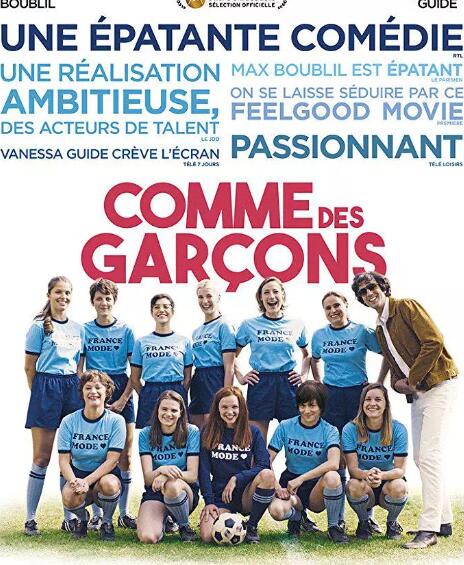 BOUBLIL
SÉLECTION OFFICIELLE
GUIDE
UNE ÉPATANTE COMÉDIE
RTL
UNE RÉALISATION
AMBITIEUSE,
DES ACTEURS DE TALENT
LE JDD
VANESSA GUIDE CRÈVE L'ÉCRAN
TÉLÉ 7 JOURS
MAX BOUBLIL EST ÉPATANT
LE PARISIEN
ON SE LAISSE SÉDUIRE PAR CE
FEELGOOD MOVIE
PREMIÈRE
PASSIONNANT
TÉLÉ LOISIRS
COMME DES
GARÇONS
FRANCE
MODE
FRANCE
MODE
FRANCE
MODE
FRANCE
MODE
FRANCE
MODE
FRANCE
MODE
FRANCE
MODE
FRANCE
MODE
FRANCE
MODE